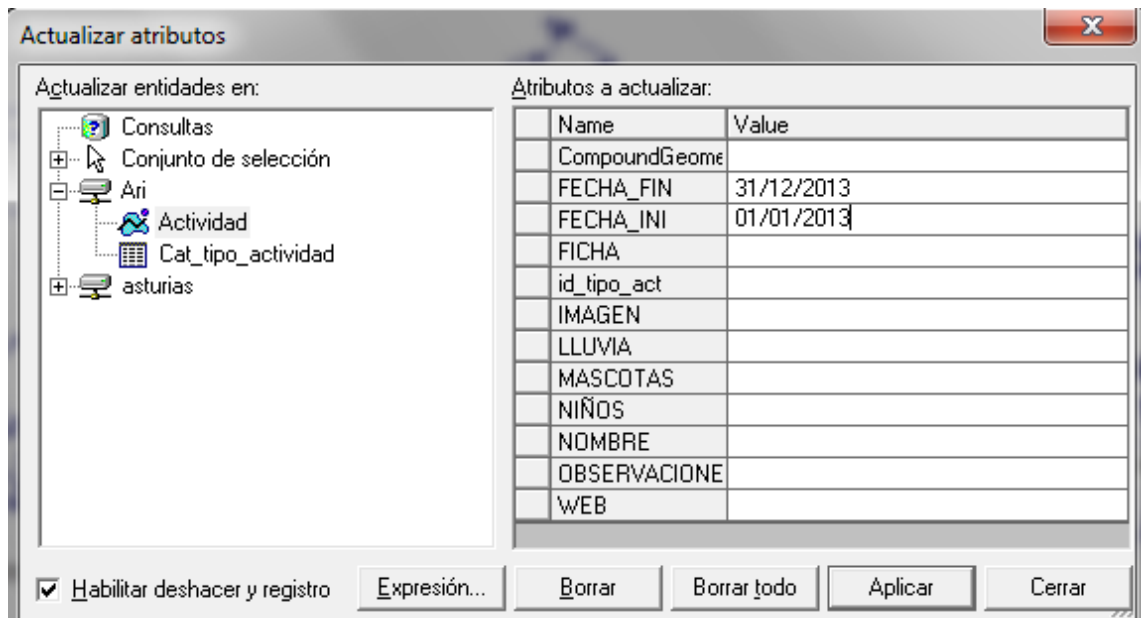 Actualizar atributos
Actualizar entidades en:
Consultas
Conjunto de selección
Ari
Actividad
Cat_tipo_actividad
asturias
Atributos a actualizar:
Name Value
CompoundGeome
FECHA_FIN 31/12/2013
FECHA_INI 01/01/2013
FICHA
id_tipo_act
IMAGEN
LLUVIA
MASCOTAS
NIÑOS
NOMBRE
OBSERVACIONE
WEB
Habilitar deshacer y registro Expresión... Borrar Borrar todo Aplicar Cerrar